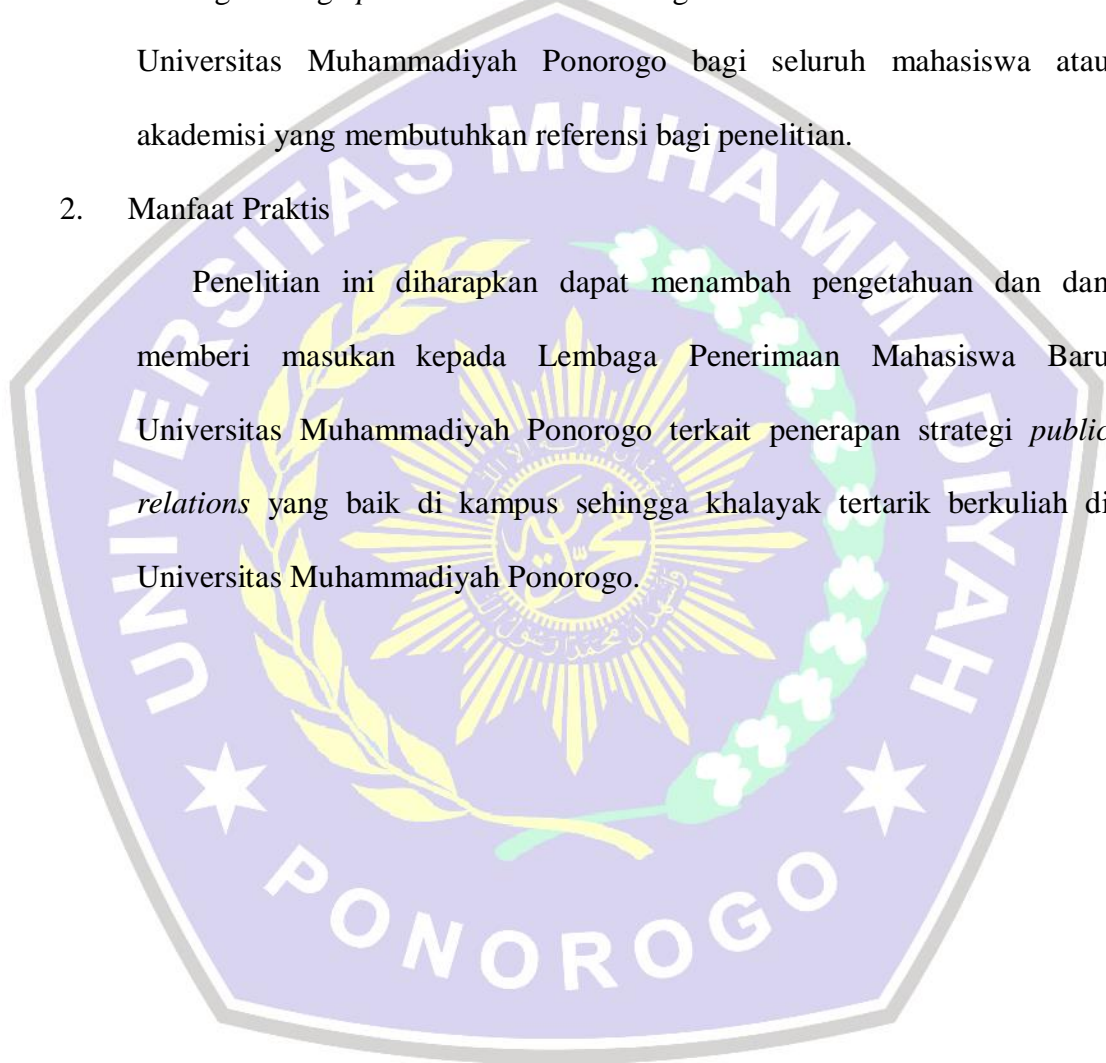 Universitas Muhammadiyah Ponorogo bagi seluruh mahasiswa atau
akademisi yang membutuhkan referensi bagi penelitian.
2. Manfaat Praktis
Penelitian ini diharapkan dapat menambah pengetahuan dan dan
memberi masukan kepada Lembaga Penerimaan Mahasiswa Baru
Universitas Muhammadiyah Ponorogo terkait penerapan strategi public
relations yang baik di kampus sehingga khalayak tertarik berkuliah di
Universitas Muhammadiyah Ponorogo.
UNIVERSITAS MUHAMMADIYAH
PONOROGO